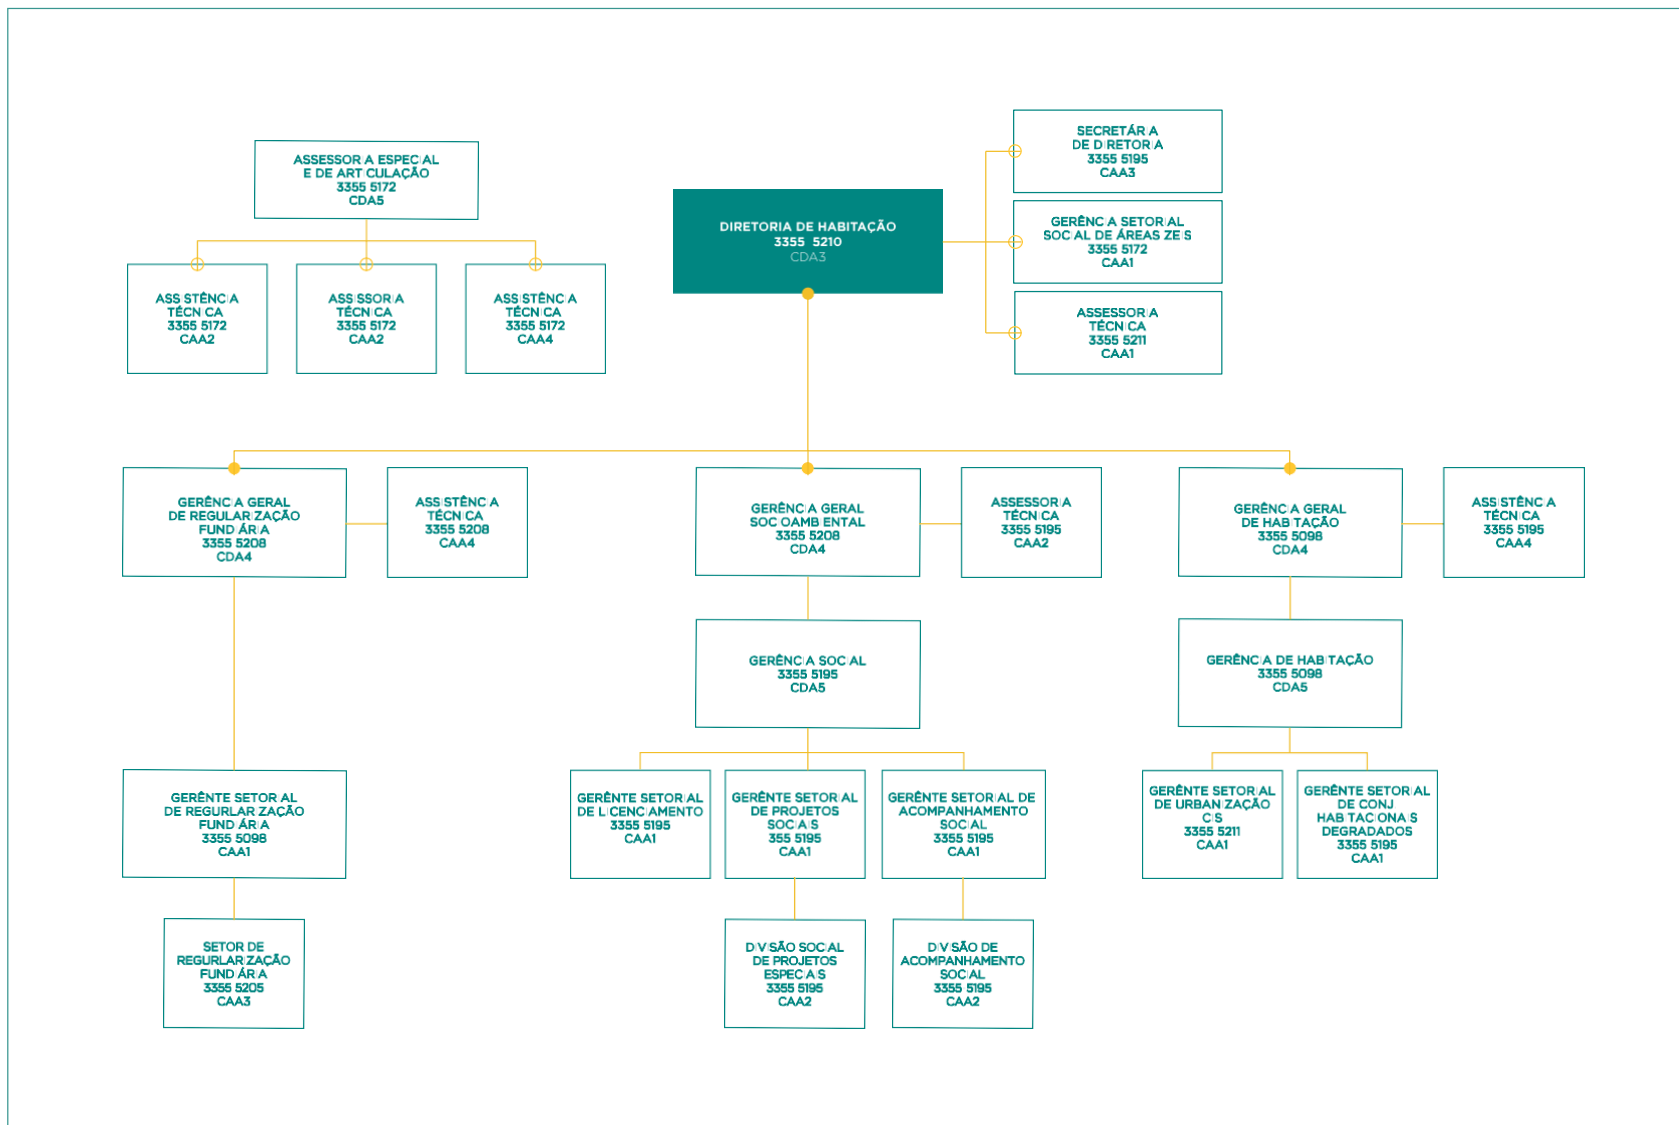 ASSESSORIA ESPECIAL
E DE ARTICULAÇÃO
3355 5172
CDA5
ASSISTÊNCIA
TÉCNICA
3355 5172
CAA2
ASSISSORIA
TÉCNICA
3355 5172
CAA2
ASSISTÊNCIA
TÉCNICA
3355 5172
CAA4
DIRETORIA DE HABITAÇÃO
3355 5210
CDA3
SECRETÁRIA
DE DIRETORIA
3355 5195
CAA3
GERÊNCIA SETORIAL
SOCIAL DE ÁREAS ZEIS
3355 5172
CAA1
ASSESSORIA
TÉCNICA
3355 5211
CAA1
GERÊNCIA GERAL
DE REGULARIZAÇÃO
FUNDIÁRIA
3355 5208
CDA4
ASSISTÊNCIA
TÉCNICA
3355 5208
CAA4
GERÊNCIA GERAL
SOCIOAMBIENTAL
3355 5208
CDA4
ASSESSORIA
TÉCNICA
3355 5195
CAA2
GERÊNCIA GERAL
DE HABITAÇÃO
3355 5098
CDA4
ASSISTÊNCIA
TÉCNICA
3355 5195
CAA4
GERÊNCIA SOCIAL
3355 5195
CDA5
GERÊNCIA DE HABITAÇÃO
3355 5098
CDA5
GERÊNTE SETORIAL
DE REGURLARIZAÇÃO
FUNDIÁRIA
3355 5098
CAA1
GERÊNTE SETORIAL
DE LICENCIAMENTO
3355 5195
CAA1
GERÊNTE SETORIAL
DE PROJETOS
SOCIAIS
355 5195
CAA1
GERÊNTE SETORIAL DE
ACOMPANHAMENTO
SOCIAL
3355 5195
CAA1
GERÊNTE SETORIAL
DE URBANIZAÇÃO
CIS
3355 5211
CAA1
GERÊNTE SETORIAL
DE CONJ
HABITACIONAIS
DEGRADADOS
3355 5195
CAA1
SETOR DE
REGURLARIZAÇÃO
FUNDIÁRIA
3355 5205
CAA3
DIVISÃO SOCIAL
DE PROJETOS
ESPECIAIS
3355 5195
CAA2
DIVISÃO DE
ACOMPANHAMENTO
SOCIAL
3355 5195
CAA2